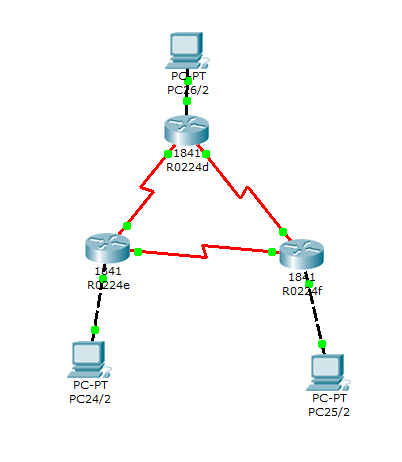 PC-PT
PC26/2
1841
R0224d
1841
R0224e
1841
R0224f
PC-PT
PC24/2
PC-PT
PC25/2